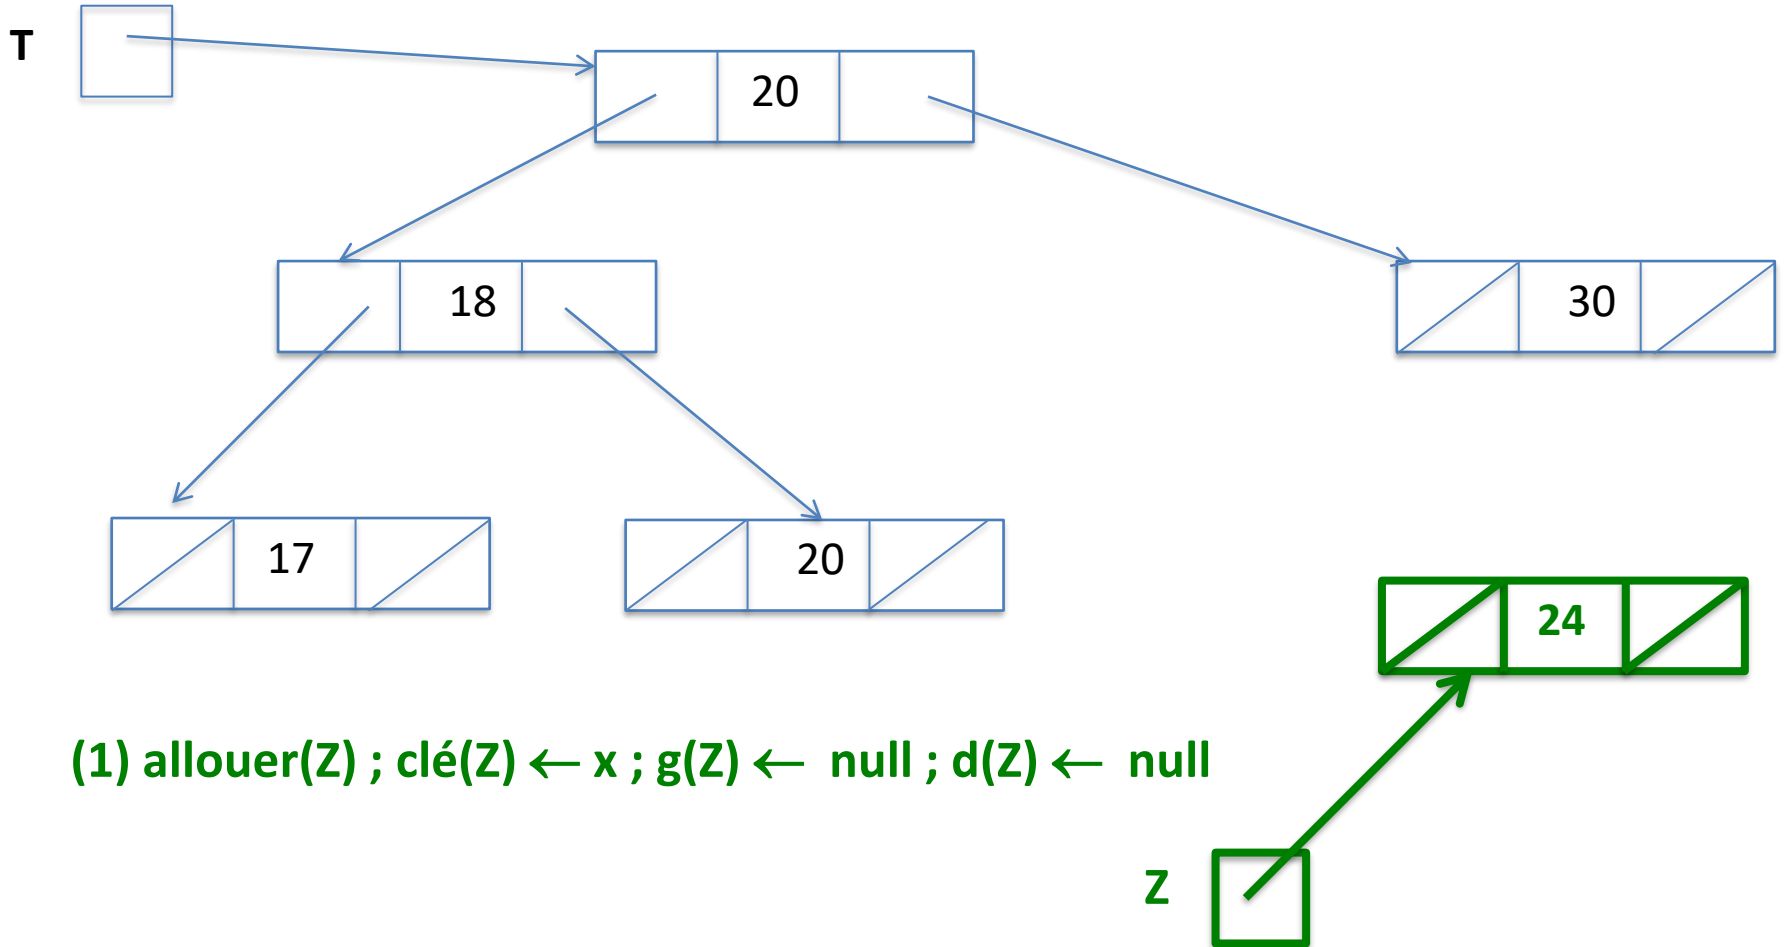 T
20
18
30
17
20
24
(1) allouer(Z) ; clé(Z) ← x ; g(Z) ← null ; d(Z) ← null
Z